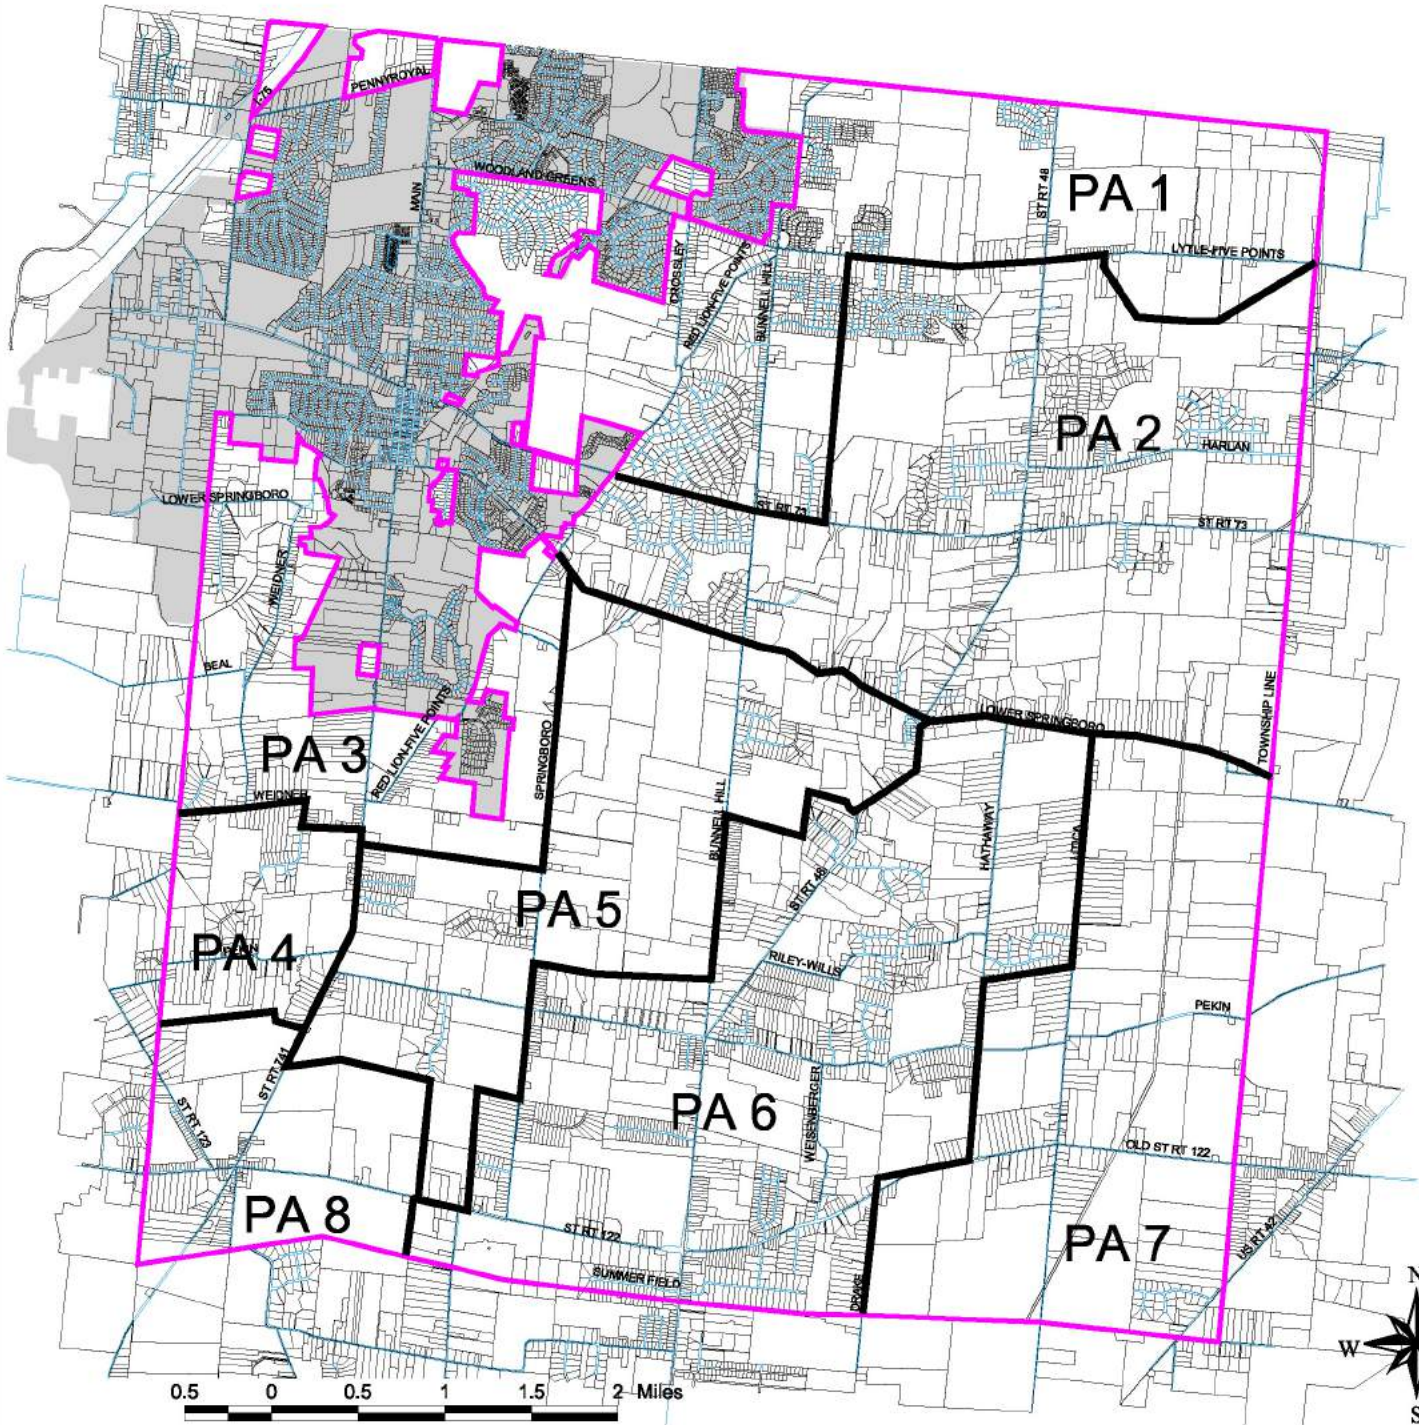 PENNYROYAL
I-75
WOODLAND GREENS
MAIN
ST RT 48
PA 1
LYTLE-FIVE POINTS
CROSSLEY
RED LION-FIVE POINTS
BUNNELL HILL
PA 2
HARLAN
LOWER SPRINGBORO
ST RT 73
ST RT 73
WEIDNER
BEAL
TOWNSHIP LINE
RED LION-FIVE POINTS
SPRINGBORO
LOWER SPRINGBORO
PA 3
WEIDNER
BUNNELL HILL
HATHAWAY
UTICA
ST RT 48
PA 5
PA 4
RILEY-WILLS
PEKIN
ST RT 741
ST RT 123
PA 6
WEISENBERGER
OLD ST RT 122
PA 8
ST RT 122
PA 7
US RT 42
SUMMER FIELD
DRAKE
N
W
S
0.5 0 0.5 1 1.5 2 Miles